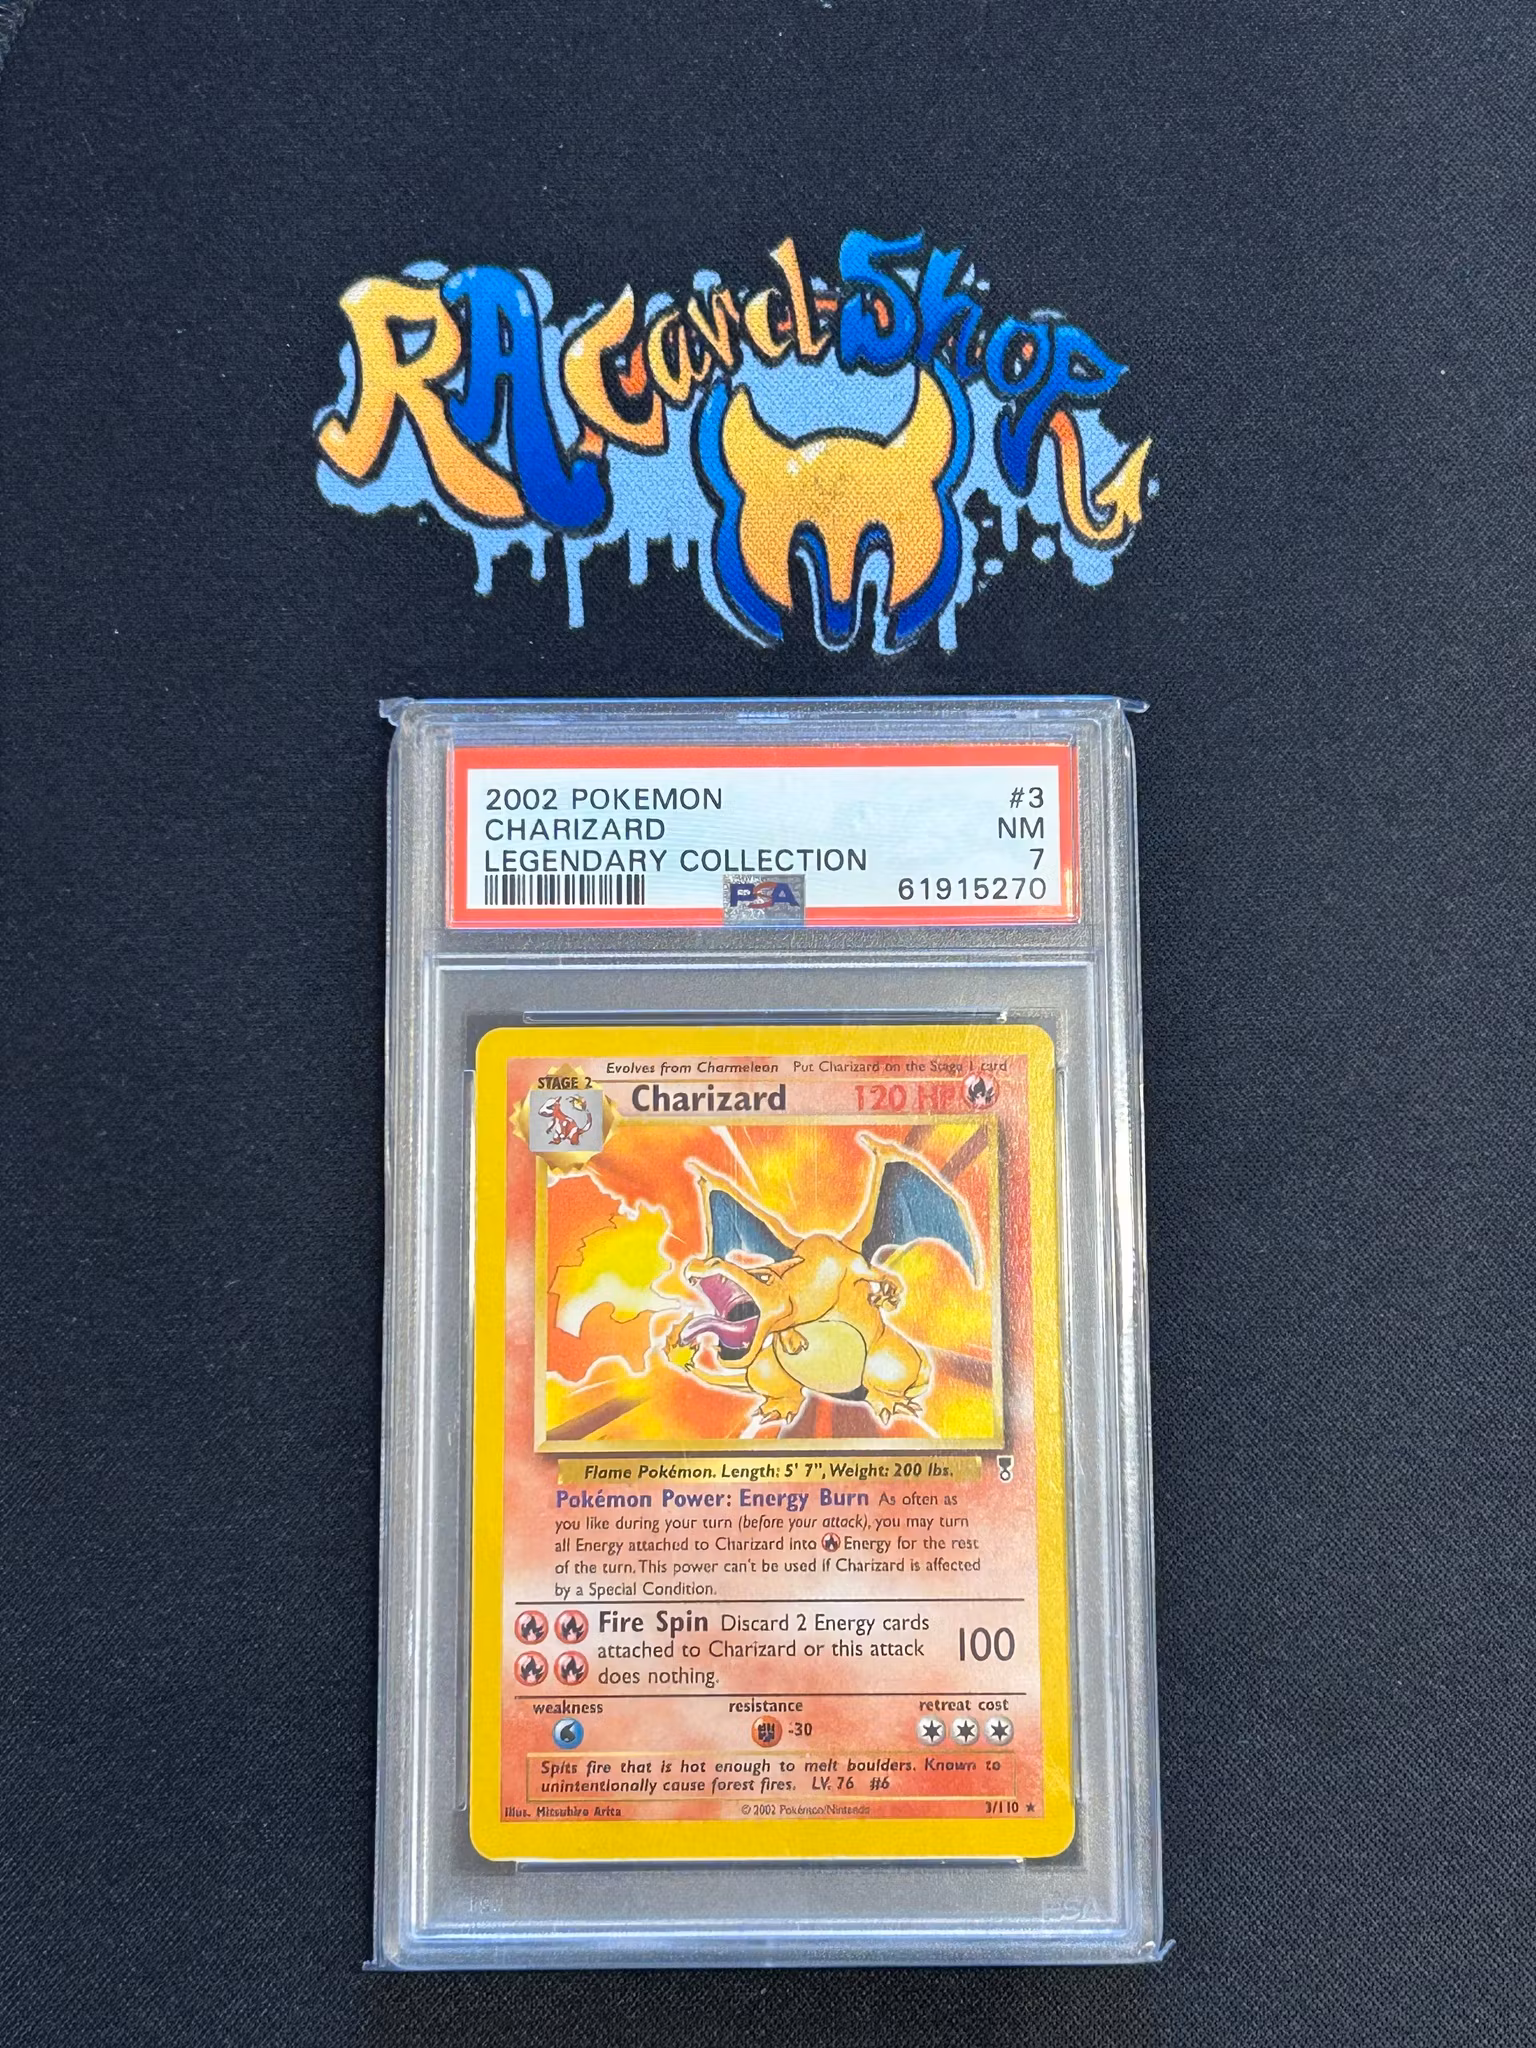 RACard-Shop
2002 POKEMON #3
CHARIZARD NM
LEGENDARY COLLECTION 7
PSA 61915270
Evolves from Charmeleon Put Charizard on the Stage 1 card
STAGE 2
Charizard 120 HP
Flame Pokémon. Length: 5' 7", Weight: 200 lbs.
Pokémon Power: Energy Burn As often as
you like during your turn (before your attack), you may turn
all Energy attached to Charizard into Energy for the rest
of the turn. This power can't be used if Charizard is affected
by a Special Condition.
Fire Spin Discard 2 Energy cards
attached to Charizard or this attack 100
does nothing.
weakness resistance retreat cost
-30
Spits fire that is hot enough to melt boulders. Known to
unintentionally cause forest fires. LV. 76 #6
Illus. Mitsuhiro Arita © 2002 Pokémon/Nintendo 3/110 ★
PSA